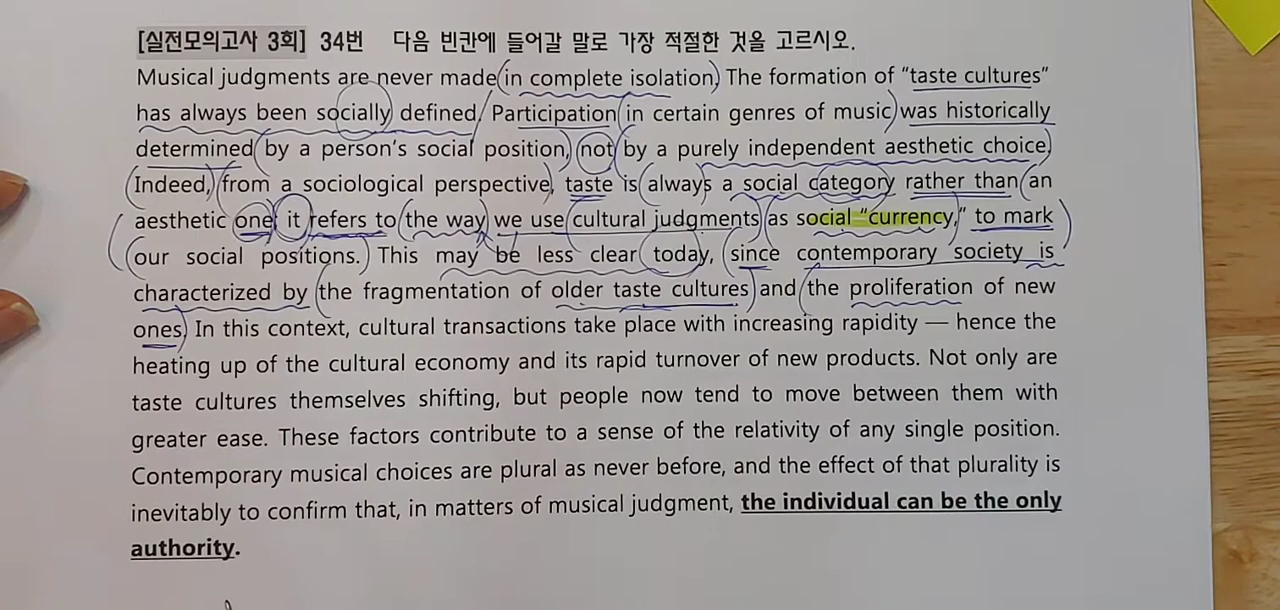 [실전모의고사 3회] 34번 다음 빈칸에 들어갈 말로 가장 적절한 것을 고르시오.
Musical judgments are never made in complete isolation. The formation of “taste cultures”
has always been socially defined. Participation in certain genres of music was historically
determined by a person’s social position, not by a purely independent aesthetic choice.
Indeed, from a sociological perspective, taste is always a social category rather than an
aesthetic one; it refers to the way we use cultural judgments as social “currency,” to mark
our social positions. This may be less clear today, since contemporary society is
characterized by the fragmentation of older taste cultures and the proliferation of new
ones. In this context, cultural transactions take place with increasing rapidity — hence the
heating up of the cultural economy and its rapid turnover of new products. Not only are
taste cultures themselves shifting, but people now tend to move between them with
greater ease. These factors contribute to a sense of the relativity of any single position.
Contemporary musical choices are plural as never before, and the effect of that plurality is
inevitably to confirm that, in matters of musical judgment, the individual can be the only
authority.